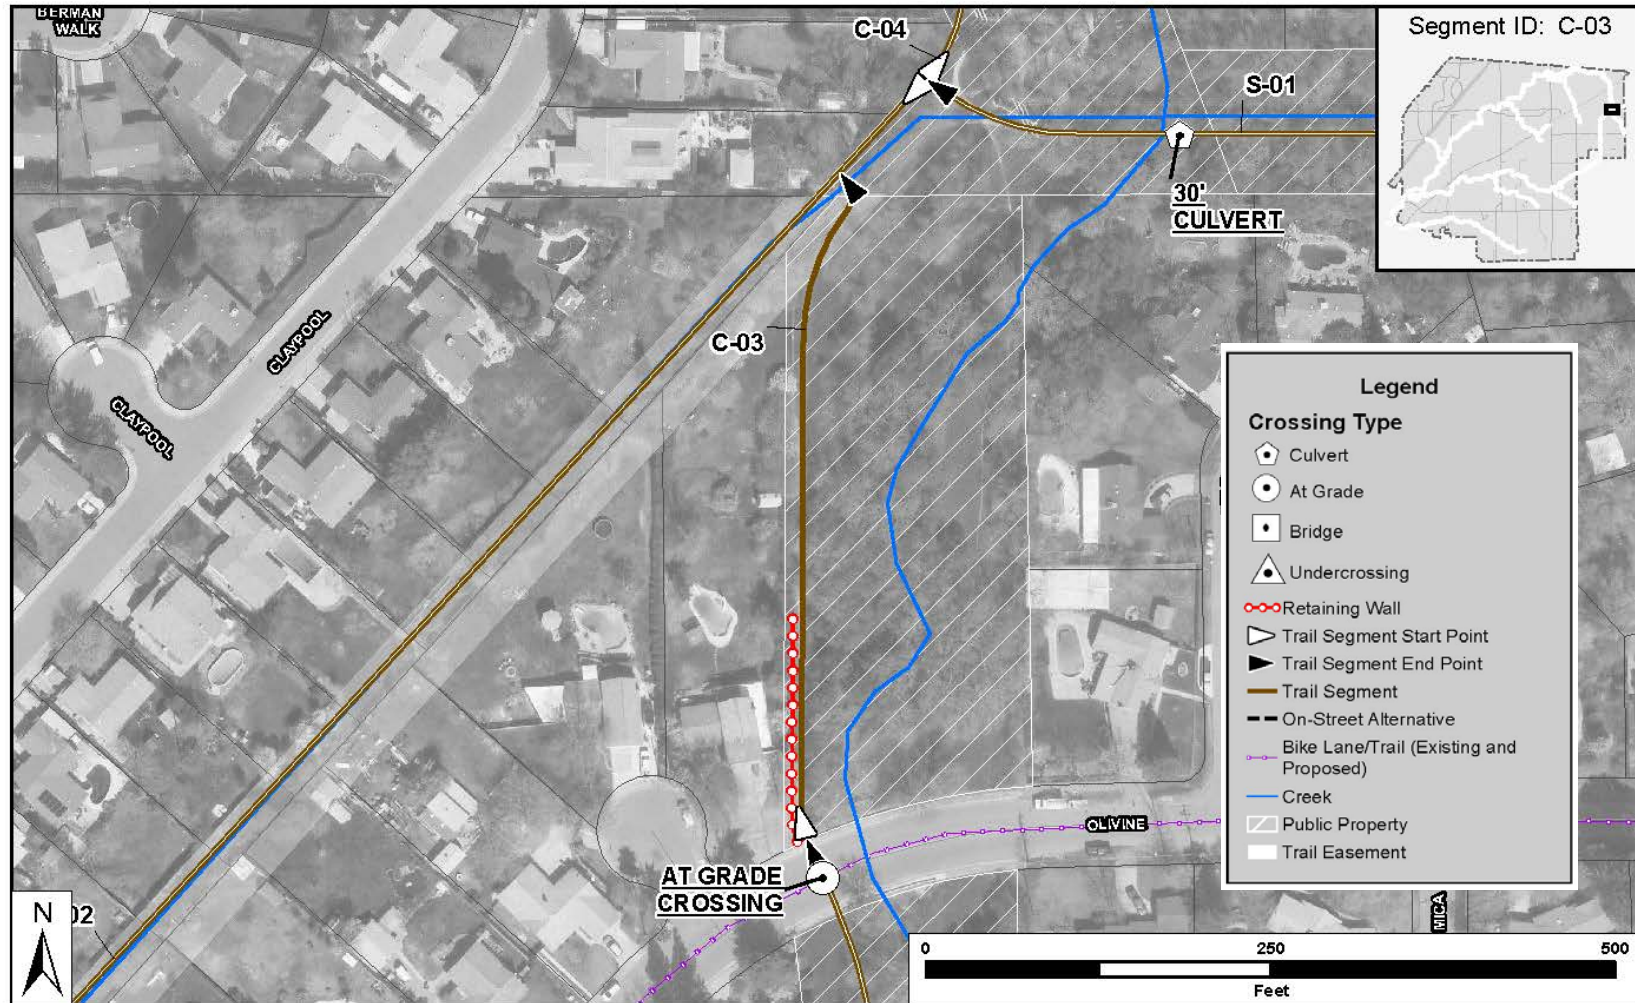 BERMAN
WALK
C-04
Segment ID: C-03
S-01
30'
CULVERT
CLAYPOOL
C-03
CLAYPOOL
Legend
Crossing Type
Culvert
At Grade
Bridge
Undercrossing
Retaining Wall
Trail Segment Start Point
Trail Segment End Point
Trail Segment
On-Street Alternative
Bike Lane/Trail (Existing and
Proposed)
Creek
Public Property
Trail Easement
OLIVINE
AT GRADE
CROSSING
MICA
N
02
0 250 500
Feet